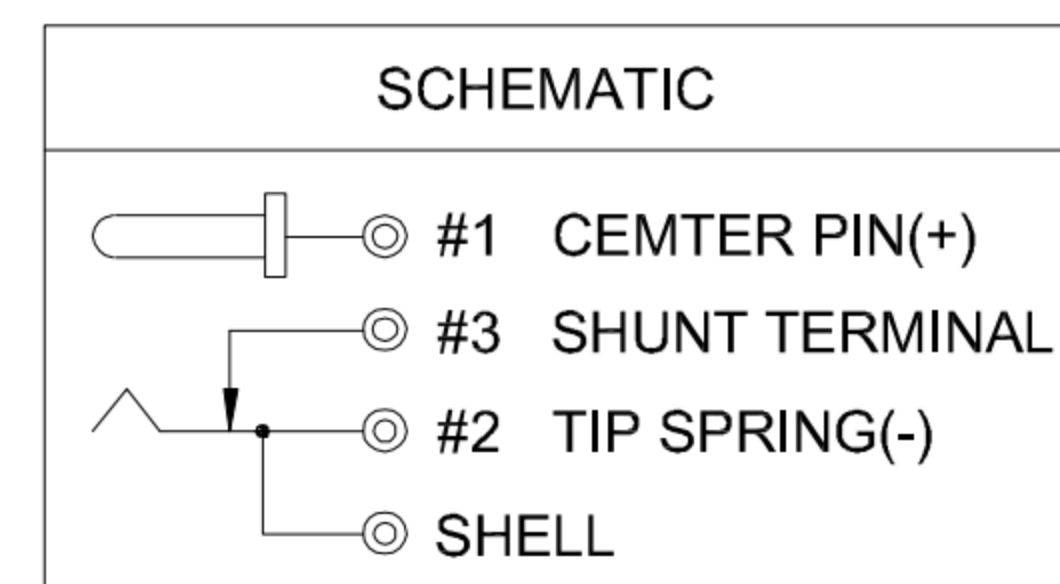 SCHEMATIC
#1 CEMTER PIN(+)
#3 SHUNT TERMINAL
#2 TIP SPRING(-)
SHELL